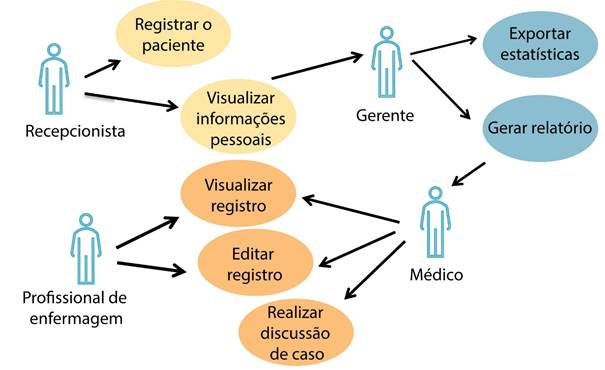 Registrar o
paciente
Recepcionista
Visualizar
informações
pessoais
Gerente
Exportar
estatísticas
Gerar relatório
Visualizar
registro
Editar
registro
Médico
Profissional de
enfermagem
Realizar
discussão
de caso